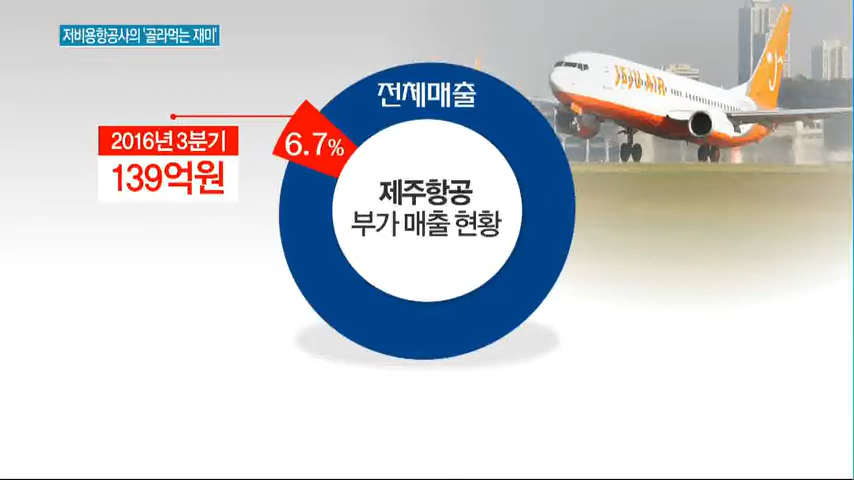 저비용항공사의 '골라먹는 재미'
전체매출
JEJU AIR
2016년 3분기
6.7%
139억원
제주항공
부가 매출 현황